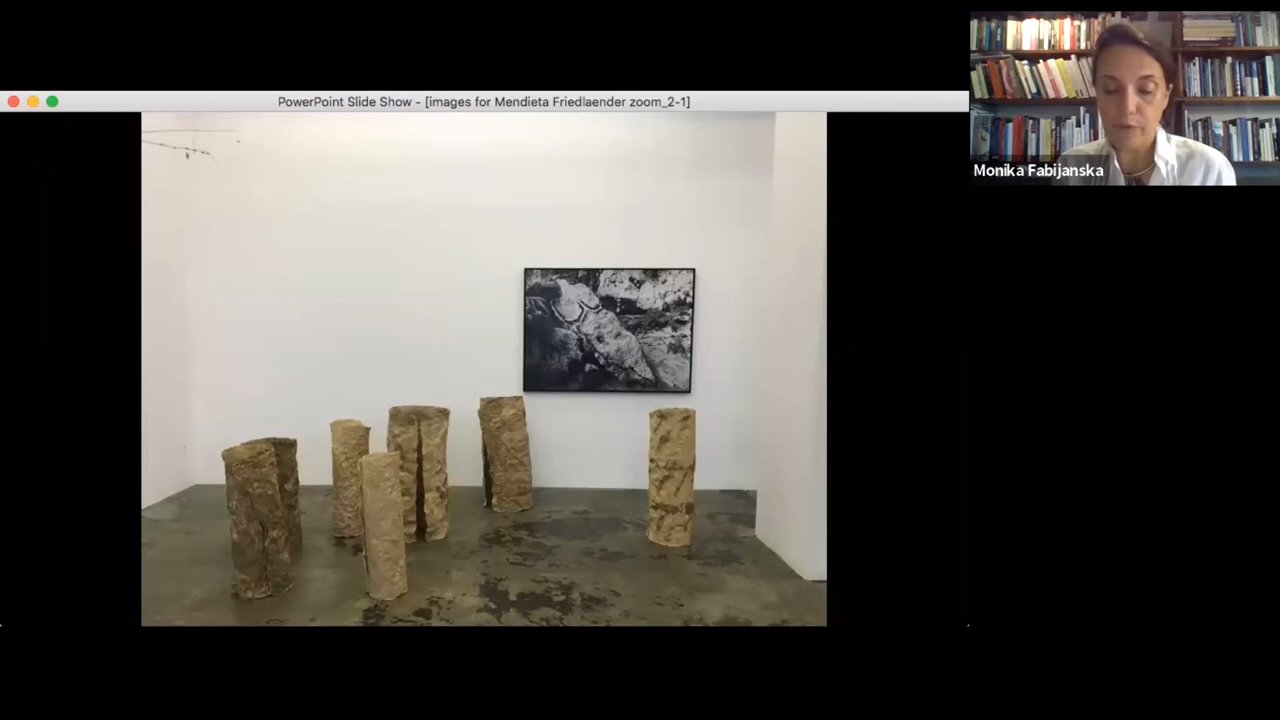 PowerPoint Slide Show - [images for Mendieta Friedlaender zoom_2-1]
Monika Fabijanska